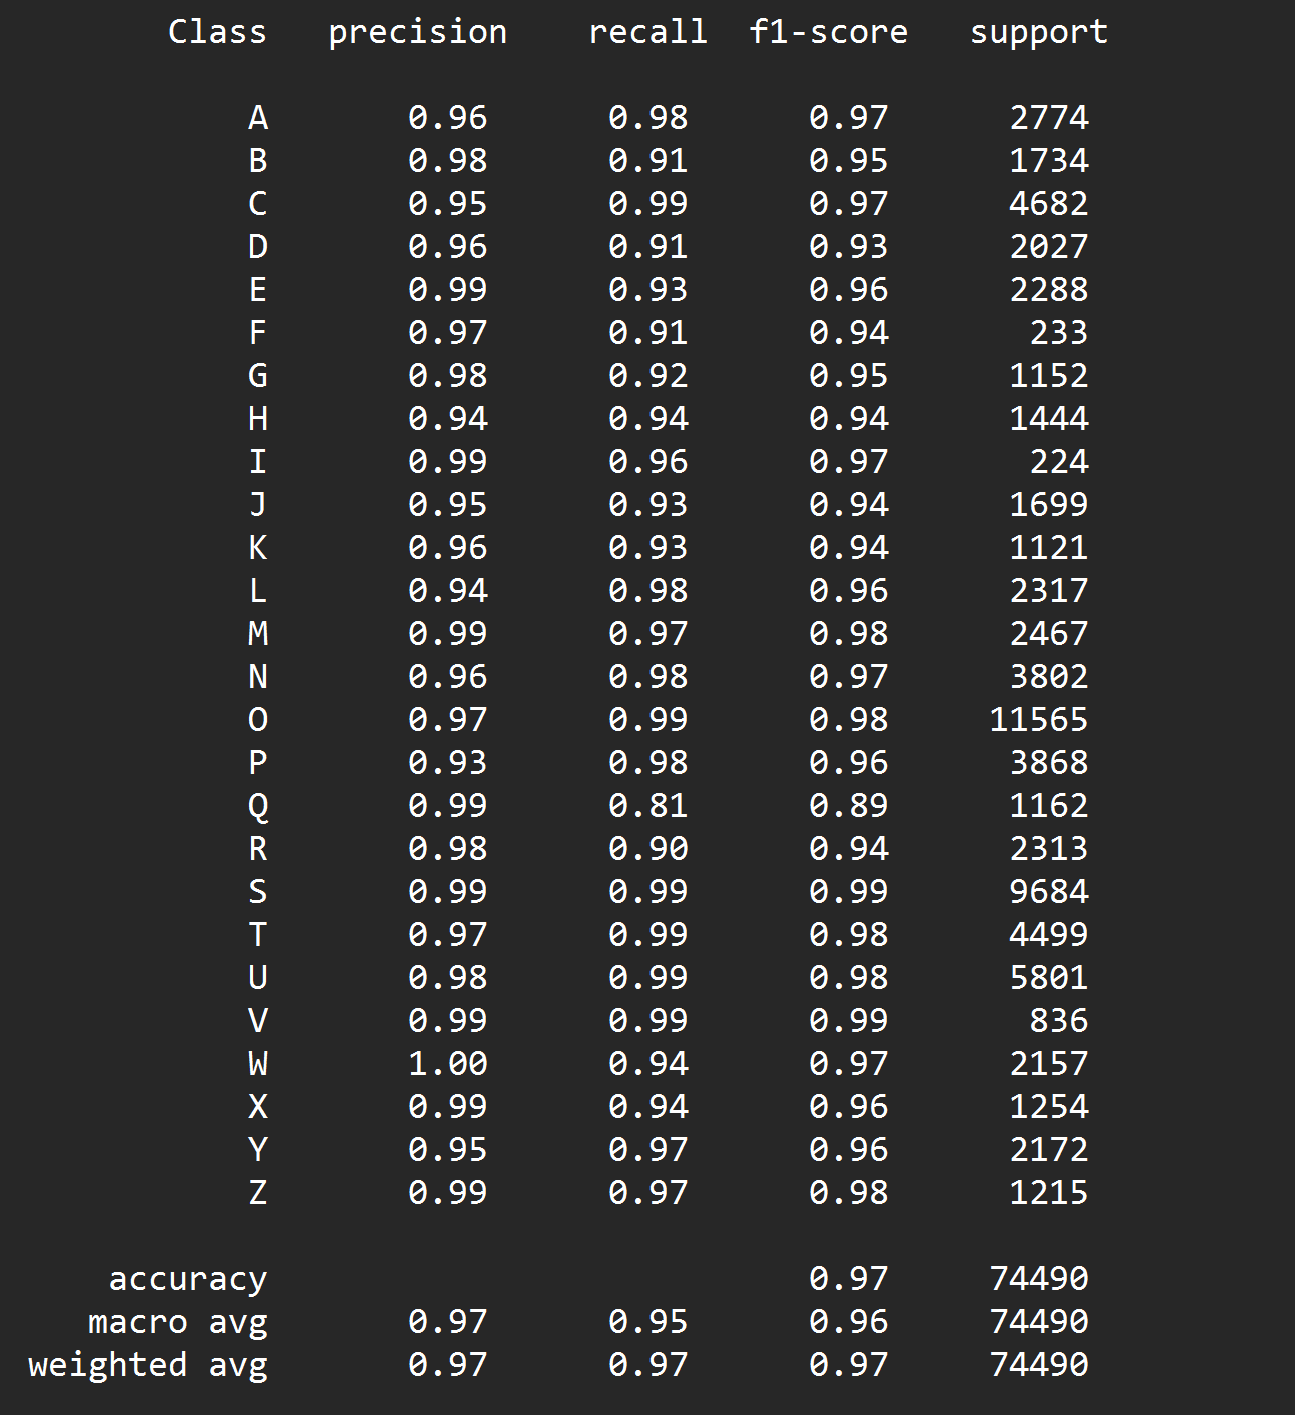 Class precision recall f1-score support
A 0.96 0.98 0.97 2774
B 0.98 0.91 0.95 1734
C 0.95 0.99 0.97 4682
D 0.96 0.91 0.93 2027
E 0.99 0.93 0.96 2288
F 0.97 0.91 0.94 233
G 0.98 0.92 0.95 1152
H 0.94 0.94 0.94 1444
I 0.99 0.96 0.97 224
J 0.95 0.93 0.94 1699
K 0.96 0.93 0.94 1121
L 0.94 0.98 0.96 2317
M 0.99 0.97 0.98 2467
N 0.96 0.98 0.97 3802
O 0.97 0.99 0.98 11565
P 0.93 0.98 0.96 3868
Q 0.99 0.81 0.89 1162
R 0.98 0.90 0.94 2313
S 0.99 0.99 0.99 9684
T 0.97 0.99 0.98 4499
U 0.98 0.99 0.98 5801
V 0.99 0.99 0.99 836
W 1.00 0.94 0.97 2157
X 0.99 0.94 0.96 1254
Y 0.95 0.97 0.96 2172
Z 0.99 0.97 0.98 1215
accuracy 0.97 74490
macro avg 0.97 0.95 0.96 74490
weighted avg 0.97 0.97 0.97 74490